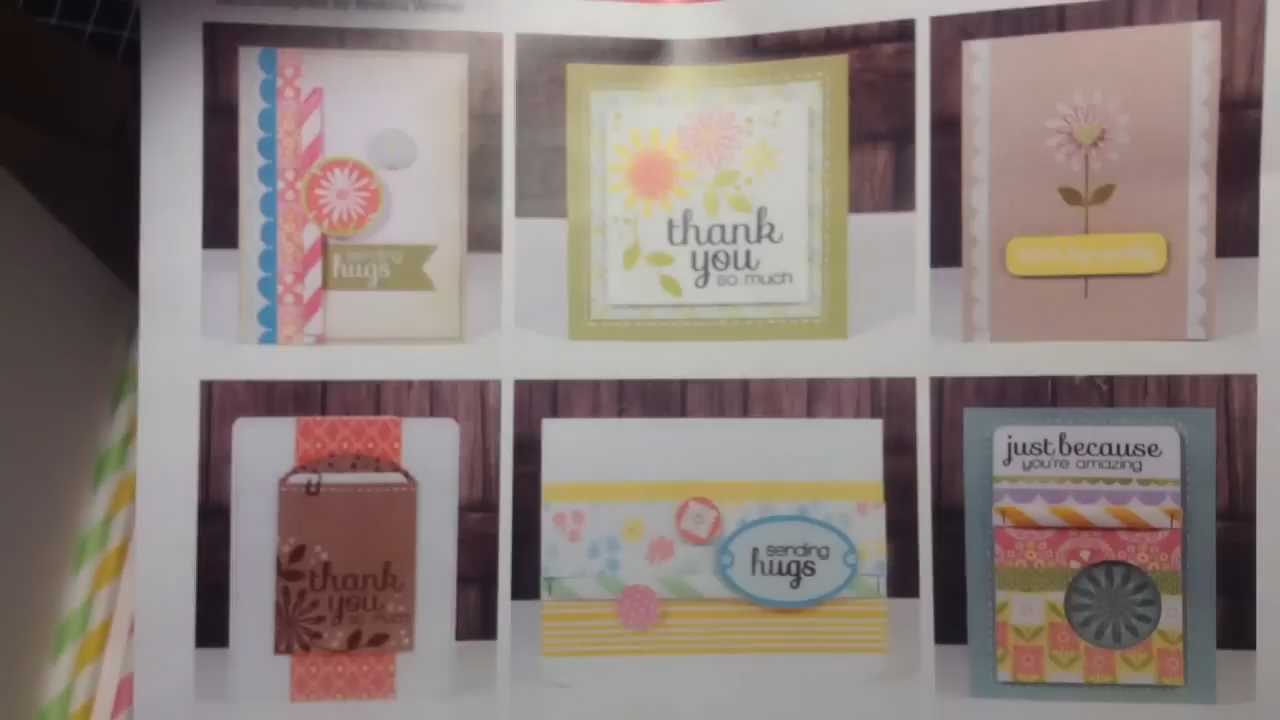 sending
hugs
thank
you
so much
thank
you
so much
sending
hugs
just because
you're amazing